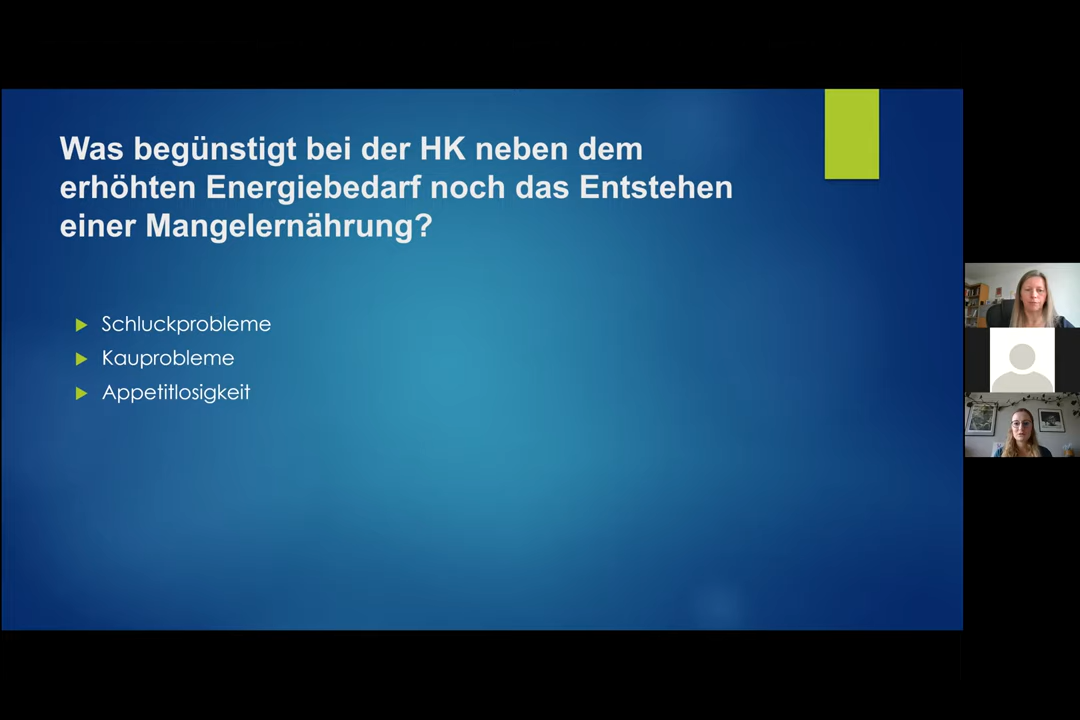 Was begünstigt bei der HK neben dem
erhöhten Energiebedarf noch das Entstehen
einer Mangelernährung?
Schluckprobleme
Kauprobleme
Appetitlosigkeit